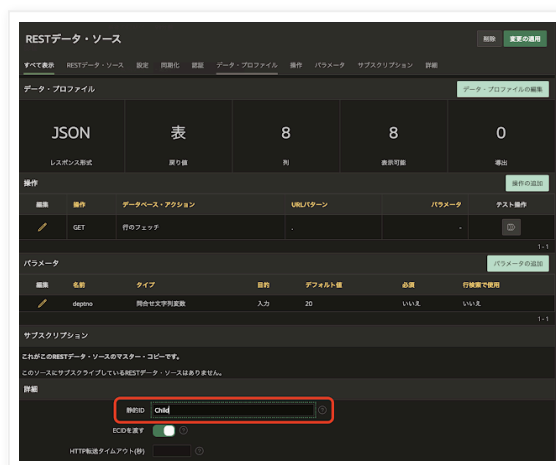 RESTデータ・ソース
削除 変更の適用
すべて表示 RESTデータ・ソース 設定 同期化 認証 データ・プロファイル 操作 パラメータ サブスクリプション 詳細
データ・プロファイル データ・プロファイルの編集
JSON 表 8 8 0
レスポンス形式 戻り値 列 表示可能 導出
操作 操作の追加
編集 操作 データベース・アクション URLパターン パラメータ テスト操作
GET 行のフェッチ . -
1-1
パラメータ パラメータの追加
編集 名前 タイプ 目的 デフォルト値 必須 行検索で使用
deptno 問合せ文字列変数 入力 20 いいえ いいえ
1-1
サブスクリプション
これがこのRESTデータ・ソースのマスター・コピーです。
このソースにサブスクライブしているRESTデータ・ソースはありません。
詳細
静的ID Child
ECIDを渡す
HTTP転送タイムアウト(秒)